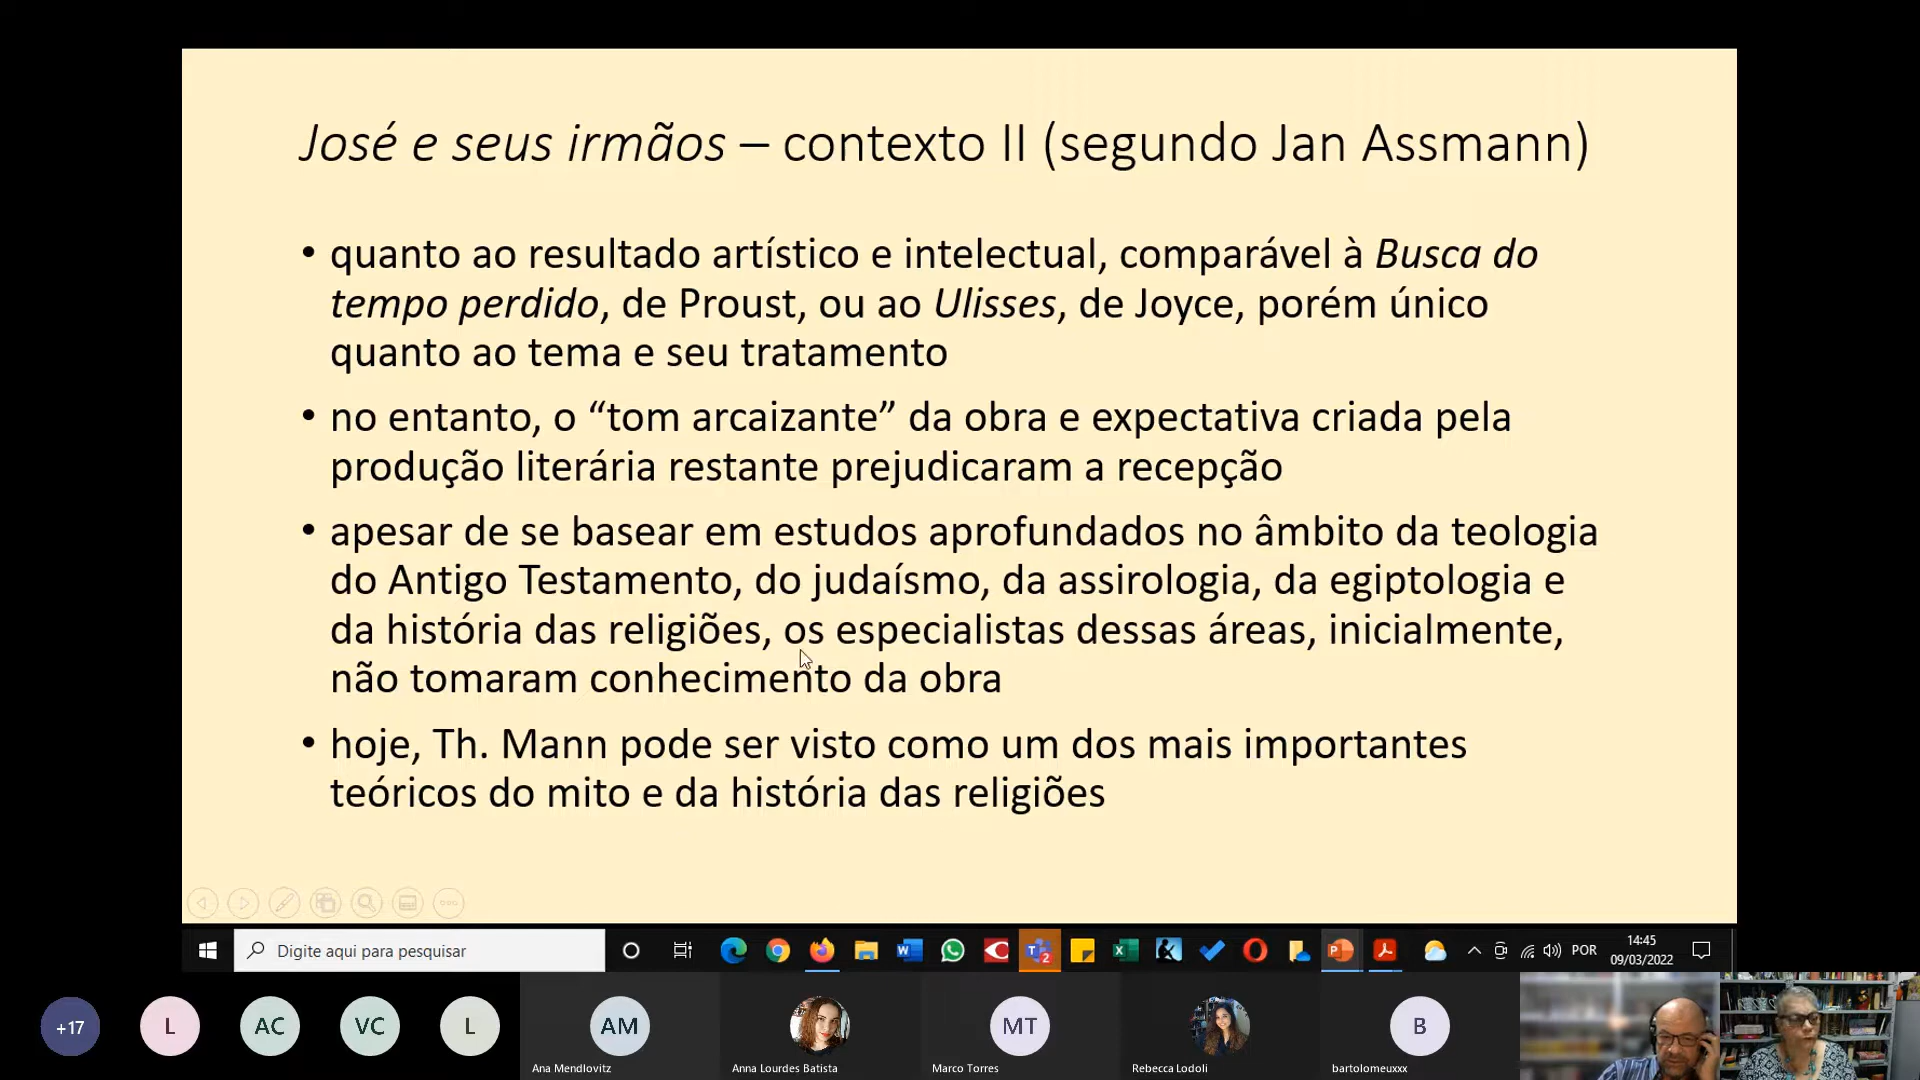 José e seus irmãos – contexto II (segundo Jan Assmann)
• quanto ao resultado artístico e intelectual, comparável à Busca do
tempo perdido, de Proust, ou ao Ulisses, de Joyce, porém único
quanto ao tema e seu tratamento
• no entanto, o “tom arcaizante” da obra e expectativa criada pela
produção literária restante prejudicaram a recepção
• apesar de se basear em estudos aprofundados no âmbito da teologia
do Antigo Testamento, do judaísmo, da assirologia, da egiptologia e
da história das religiões, os especialistas dessas áreas, inicialmente,
não tomaram conhecimento da obra
• hoje, Th. Mann pode ser visto como um dos mais importantes
teóricos do mito e da história das religiões
Digite aqui para pesquisar
POR
14:45
09/03/2022
+17
L
AC
VC
L
AM
MT
B
Ana Mendlovitz
Anna Lourdes Batista
Marco Torres
Rebecca Lodoli
bartolomeuxxx